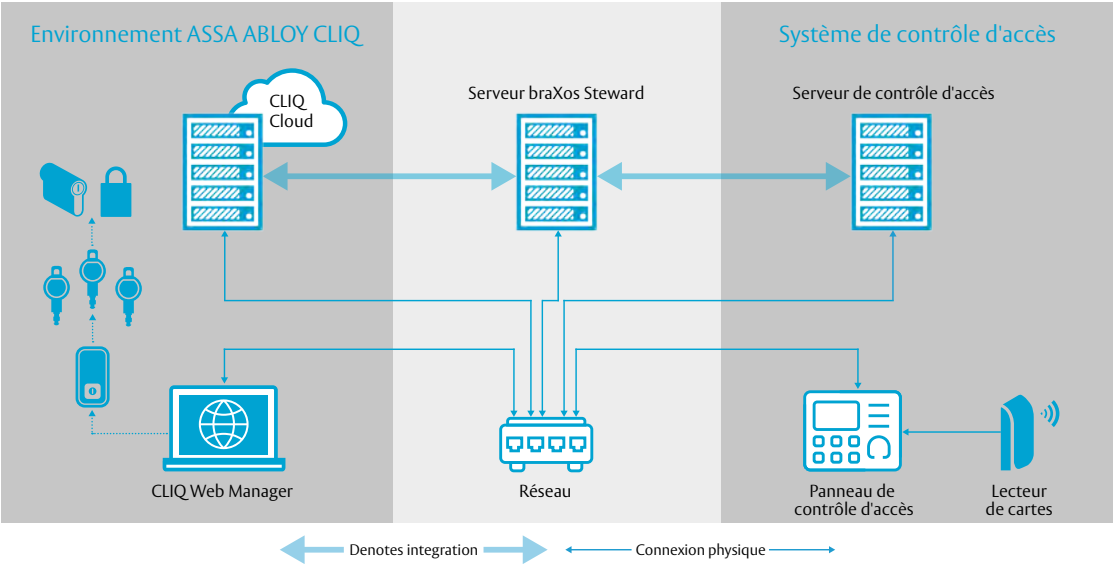 Environnement ASSA ABLOY CLIQ
Système de contrôle d'accès
CLIQ
Cloud
Serveur braXos Steward
Serveur de contrôle d'accès
CLIQ Web Manager
Réseau
Panneau de
contrôle d'accès
Lecteur
de cartes
Denotes integration
Connexion physique